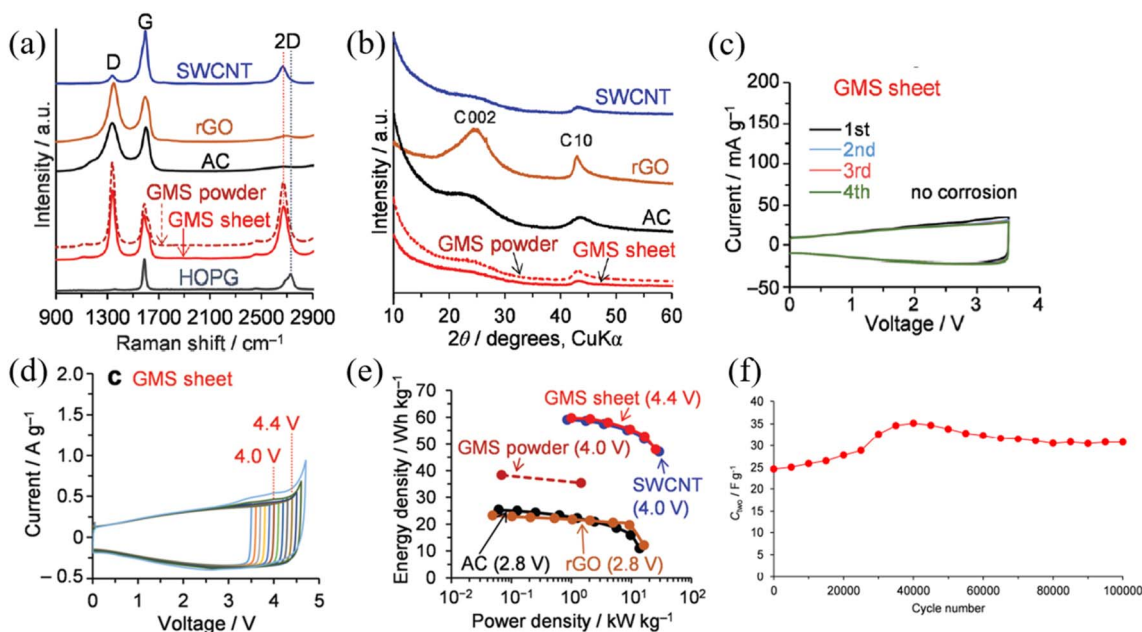 (a)
G
D
2D
SWCNT
rGO
AC
GMS powder
GMS sheet
HOPG
Intensity / a.u.
900 1300 1700 2100 2500 2900
Raman shift / cm⁻¹
(b)
SWCNT
C 002
C10
rGO
AC
GMS powder
GMS sheet
Intensity / a.u.
10 20 30 40 50 60
2θ / degrees, CuKα
(c)
GMS sheet
1st
2nd
3rd
4th
no corrosion
200
150
100
50
0
−50
Current / mA g⁻¹
0 1 2 3 4
Voltage / V
(d)
c GMS sheet
4.4 V
4.0 V
2.0
1.5
1.0
0.5
0
−0.5
Current / A g⁻¹
0 1 2 3 4 5
Voltage / V
(e)
GMS sheet (4.4 V)
GMS powder (4.0 V)
SWCNT
(4.0 V)
AC (2.8 V)
rGO (2.8 V)
70
60
50
40
30
20
10
0
Energy density / Wh kg⁻¹
10⁻² 10⁻¹ 10⁰ 10¹ 10²
Power density / kW kg⁻¹
(f)
40
35
30
25
20
15
10
5
0
C_two / F g⁻¹
0 20000 40000 60000 80000 100000
Cycle number